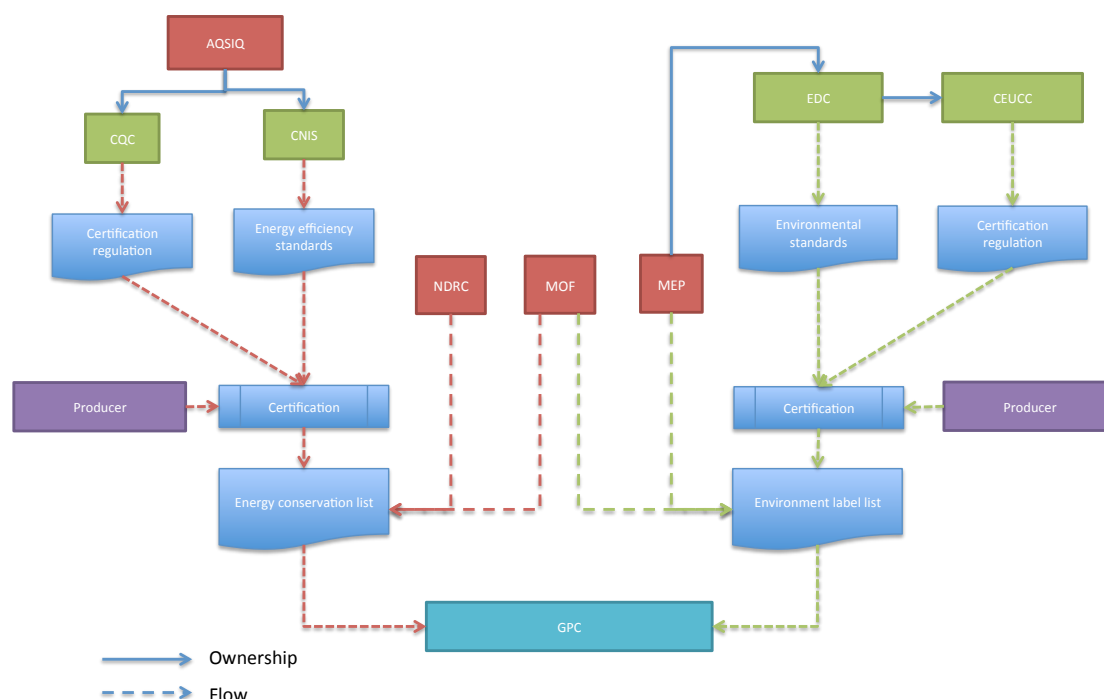 AQSIQ
EDC
CEUCC
CQC
CNIS
Certification
regulation
Energy efficiency
standards
Environmental
standards
Certification
regulation
NDRC
MOF
MEP
Producer
Certification
Certification
Producer
Energy conservation list
Environment label list
GPC
Ownership
Flow